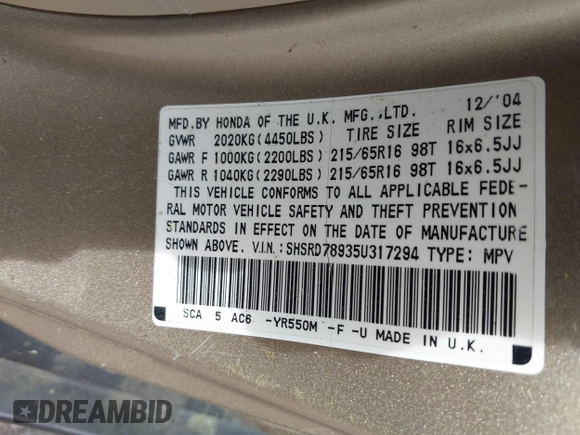 MFD.BY HONDA OF THE U.K. MFG.,LTD. 12/'04
GVWR 2020KG(4450LBS) TIRE SIZE RIM SIZE
GAWR F 1000KG(2200LBS) 215/65R16 98T 16x6.5JJ
GAWR R 1040KG(2290LBS) 215/65R16 98T 16x6.5JJ
THIS VEHICLE CONFORMS TO ALL APPLICABLE FEDE-
RAL MOTOR VEHICLE SAFETY AND THEFT PREVENTION
STANDARDS IN EFFECT ON THE DATE OF MANUFACTURE
SHOWN ABOVE. V.I.N.:SHSRD78935U317294 TYPE: MPV
SCA 5 AC6 -YR550M -F -U MADE IN U.K.
DREAMBID